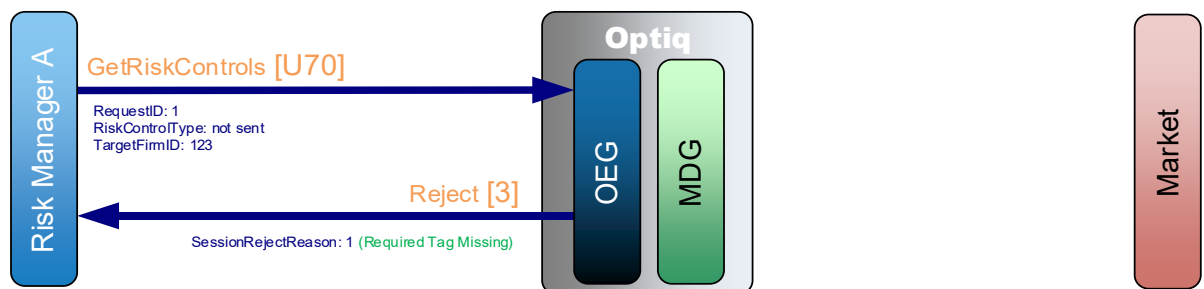 Risk Manager A
GetRiskControls [U70]
RequestID: 1
RiskControlType: not sent
TargetFirmID: 123
Reject [3]
SessionRejectReason: 1 (Required Tag Missing)
Optiq
OEG
MDG
Market